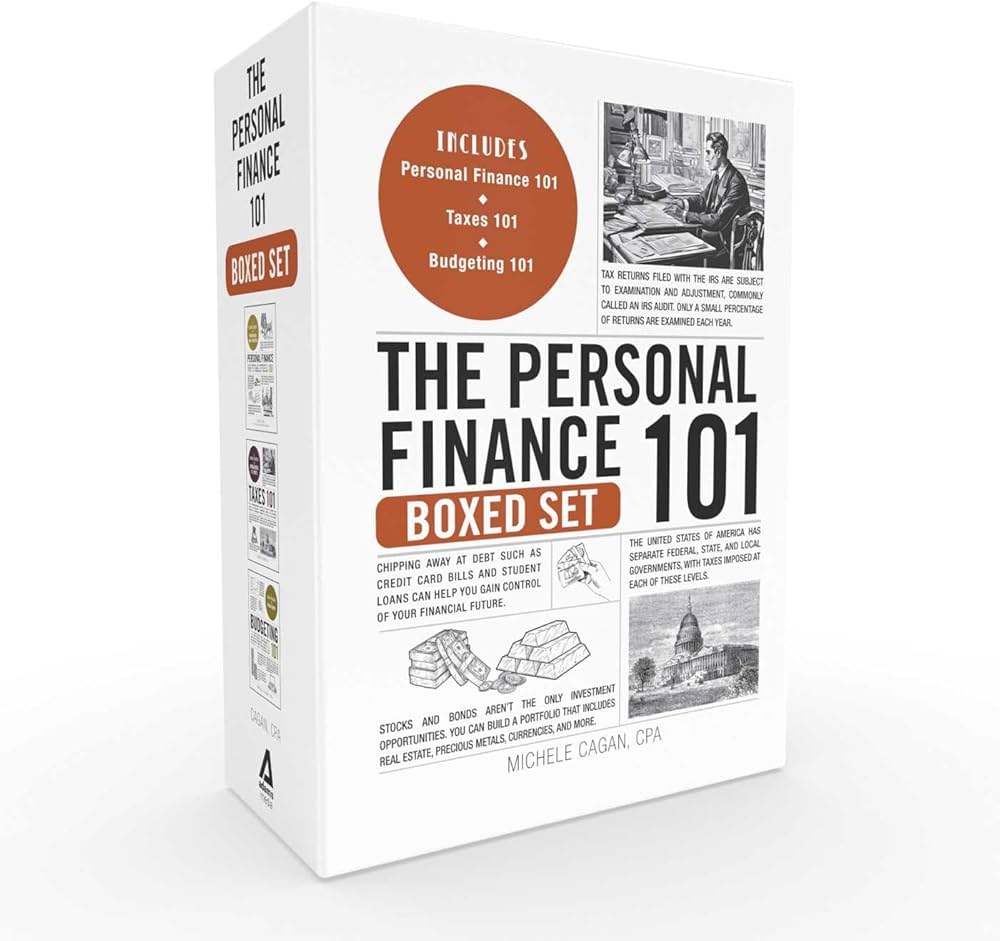 THE
PERSONAL
FINANCE
101
BOXED SET
PERSONAL FINANCE
101
TAXES 101
BUDGETING
101
CAGAN, CPA
adams
media
INCLUDES
Personal Finance 101
Taxes 101
Budgeting 101
TAX RETURNS FILED WITH THE IRS ARE SUBJECT
TO EXAMINATION AND ADJUSTMENT, COMMONLY
CALLED AN IRS AUDIT. ONLY A SMALL PERCENTAGE
OF RETURNS ARE EXAMINED EACH YEAR.
THE PERSONAL
FINANCE 101
BOXED SET
CHIPPING AWAY AT DEBT SUCH AS
CREDIT CARD BILLS AND STUDENT
LOANS CAN HELP YOU GAIN CONTROL
OF YOUR FINANCIAL FUTURE.
THE UNITED STATES OF AMERICA HAS
SEPARATE FEDERAL, STATE, AND LOCAL
GOVERNMENTS, WITH TAXES IMPOSED AT
EACH OF THESE LEVELS.
STOCKS AND BONDS AREN'T THE ONLY INVESTMENT
OPPORTUNITIES. YOU CAN BUILD A PORTFOLIO THAT INCLUDES
REAL ESTATE, PRECIOUS METALS, CURRENCIES, AND MORE.
MICHELE CAGAN, CPA